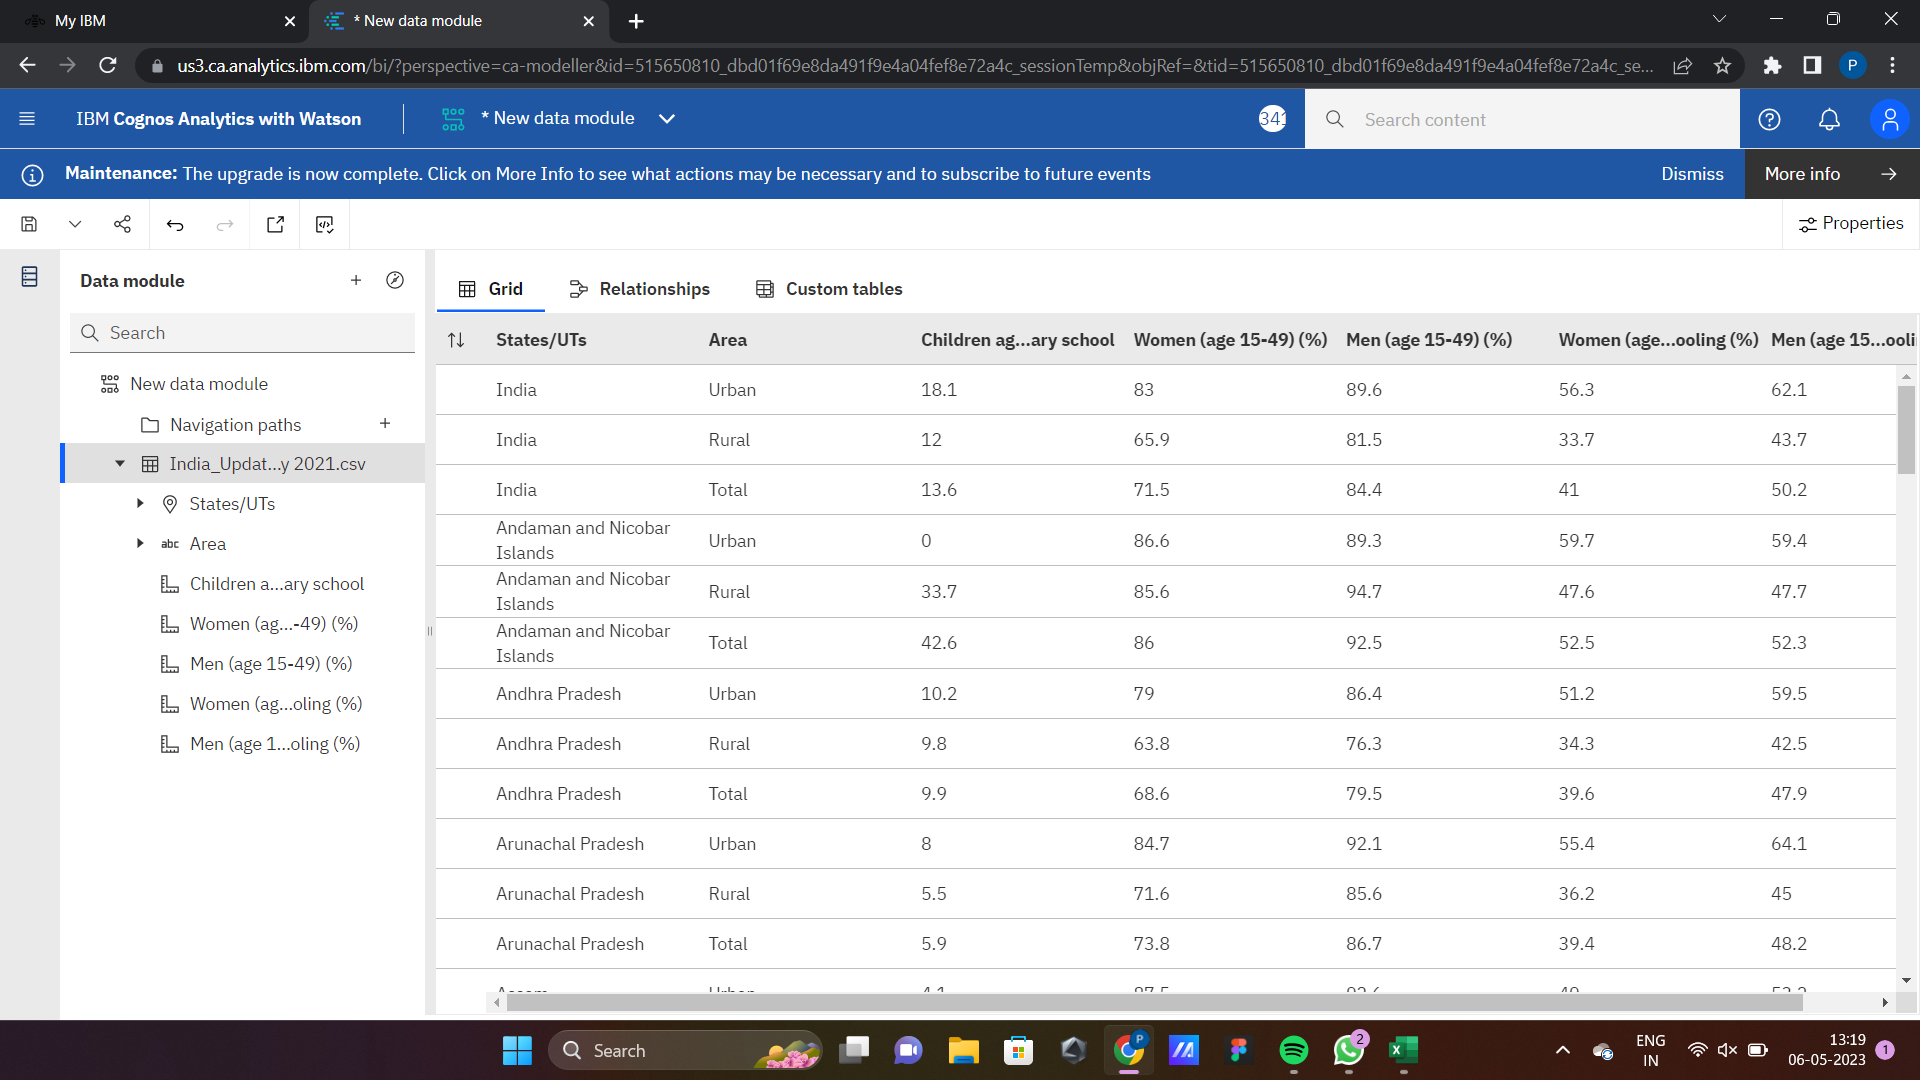 My IBM
* New data module
us3.ca.analytics.ibm.com/bi/?perspective=ca-modeller&id=515650810_dbd01f69e8da491f9e4a04fef8e72a4c_sessionTemp&objRef=&tid=515650810_dbd01f69e8da491f9e4a04fef8e72a4c_se...
P
IBM Cognos Analytics with Watson
* New data module
341
Search content
Maintenance: The upgrade is now complete. Click on More Info to see what actions may be necessary and to subscribe to future events
Dismiss
More info
Properties
Data module
Search
New data module
Navigation paths
India_Updat...y 2021.csv
States/UTs
abc Area
Children a...ary school
Women (ag...-49) (%)
Men (age 15-49) (%)
Women (ag...oling (%)
Men (age 1...oling (%)
Grid
Relationships
Custom tables
States/UTs Area Children ag...ary school Women (age 15-49) (%) Men (age 15-49) (%) Women (age...ooling (%) Men (age 15...ooli
India Urban 18.1 83 89.6 56.3 62.1
India Rural 12 65.9 81.5 33.7 43.7
India Total 13.6 71.5 84.4 41 50.2
Andaman and Nicobar
Islands Urban 0 86.6 89.3 59.7 59.4
Andaman and Nicobar
Islands Rural 33.7 85.6 94.7 47.6 47.7
Andaman and Nicobar
Islands Total 42.6 86 92.5 52.5 52.3
Andhra Pradesh Urban 10.2 79 86.4 51.2 59.5
Andhra Pradesh Rural 9.8 63.8 76.3 34.3 42.5
Andhra Pradesh Total 9.9 68.6 79.5 39.6 47.9
Arunachal Pradesh Urban 8 84.7 92.1 55.4 64.1
Arunachal Pradesh Rural 5.5 71.6 85.6 36.2 45
Arunachal Pradesh Total 5.9 73.8 86.7 39.4 48.2
Search
P
2
ENG
IN
13:19
06-05-2023
1